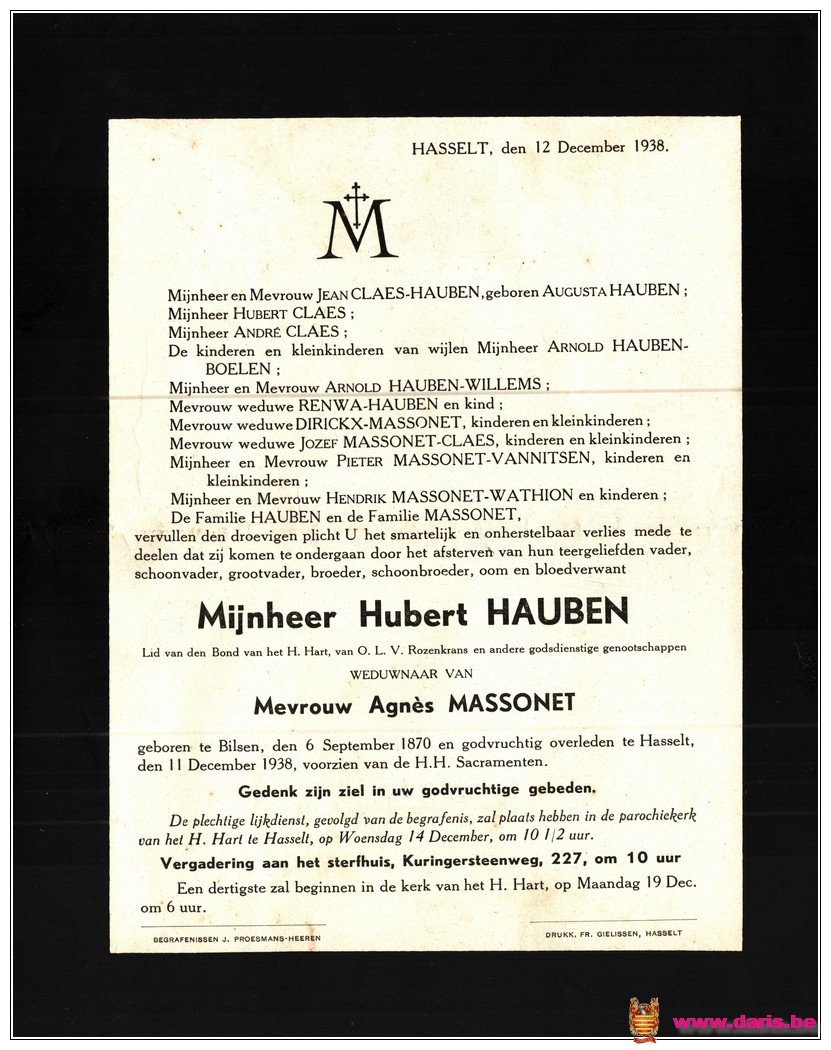 HASSELT, den 12 December 1938.
M
Mijnheer en Mevrouw JEAN CLAES-HAUBEN, geboren AUGUSTA HAUBEN ;
Mijnheer HUBERT CLAES ;
Mijnheer ANDRÉ CLAES ;
De kinderen en kleinkinderen van wijlen Mijnheer ARNOLD HAUBEN-
BOELEN ;
Mijnheer en Mevrouw ARNOLD HAUBEN-WILLEMS ;
Mevrouw weduwe RENWA-HAUBEN en kind ;
Mevrouw weduwe DIRICKX-MASSONET, kinderen en kleinkinderen ;
Mevrouw weduwe JOZEF MASSONET-CLAES, kinderen en kleinkinderen ;
Mijnheer en Mevrouw PIETER MASSONET-VANNITSEN, kinderen en
kleinkinderen ;
Mijnheer en Mevrouw HENDRIK MASSONET-WATHION en kinderen ;
De Familie HAUBEN en de Familie MASSONET,
vervullen den droevigen plicht U het smartelijk en onherstelbaar verlies mede te
deelen dat zij komen te ondergaan door het afsterven van hun teergeliefden vader,
schoonvader, grootvader, broeder, schoonbroeder, oom en bloedverwant
Mijnheer Hubert HAUBEN
Lid van den Bond van het H. Hart, van O. L. V. Rozenkrans en andere godsdienstige genootschappen
WEDUWNAAR VAN
Mevrouw Agnès MASSONET
geboren te Bilsen, den 6 September 1870 en godvruchtig overleden te Hasselt,
den 11 December 1938, voorzien van de H.H. Sacramenten.
Gedenk zijn ziel in uw godvruchtige gebeden.
De plechtige lijkdienst, gevolgd van de begrafenis, zal plaats hebben in de parochiekerk
van het H. Hart te Hasselt, op Woensdag 14 December, om 10 1/2 uur.
Vergadering aan het sterfhuis, Kuringersteenweg, 227, om 10 uur
Een dertigste zal beginnen in de kerk van het H. Hart, op Maandag 19 Dec.
om 6 uur.
BEGRAFENISSEN J. PROESMANS-HEEREN
DRUKK. FR. GIELISSEN, HASSELT
www.daris.be